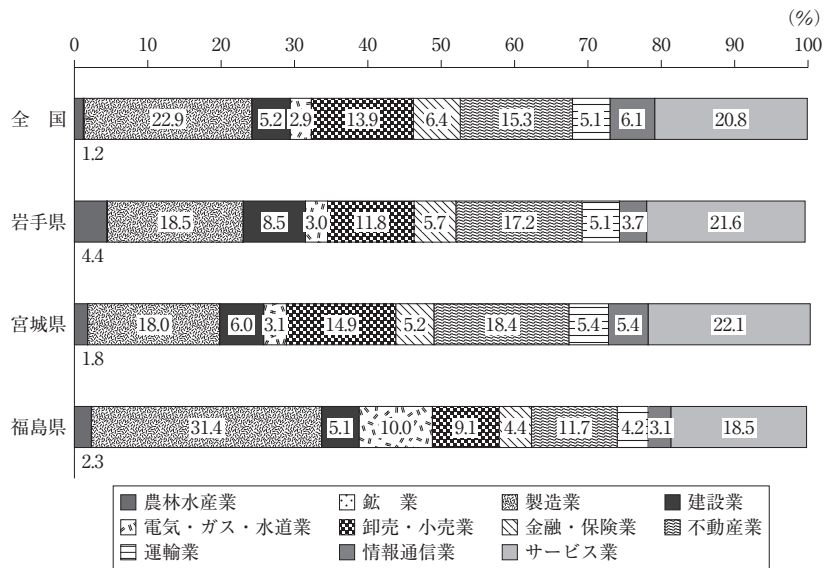 (%)
0 10 20 30 40 50 60 70 80 90 100
全　国 22.9 5.2 2.9 13.9 6.4 15.3 5.1 6.1 20.8
1.2
岩手県 18.5 8.5 3.0 11.8 5.7 17.2 5.1 3.7 21.6
4.4
宮城県 18.0 6.0 3.1 14.9 5.2 18.4 5.4 5.4 22.1
1.8
福島県 31.4 5.1 10.0 9.1 4.4 11.7 4.2 3.1 18.5
2.3
農林水産業 鉱　業 製造業 建設業
電気・ガス・水道業 卸売・小売業 金融・保険業 不動産業
運輸業 情報通信業 サービス業